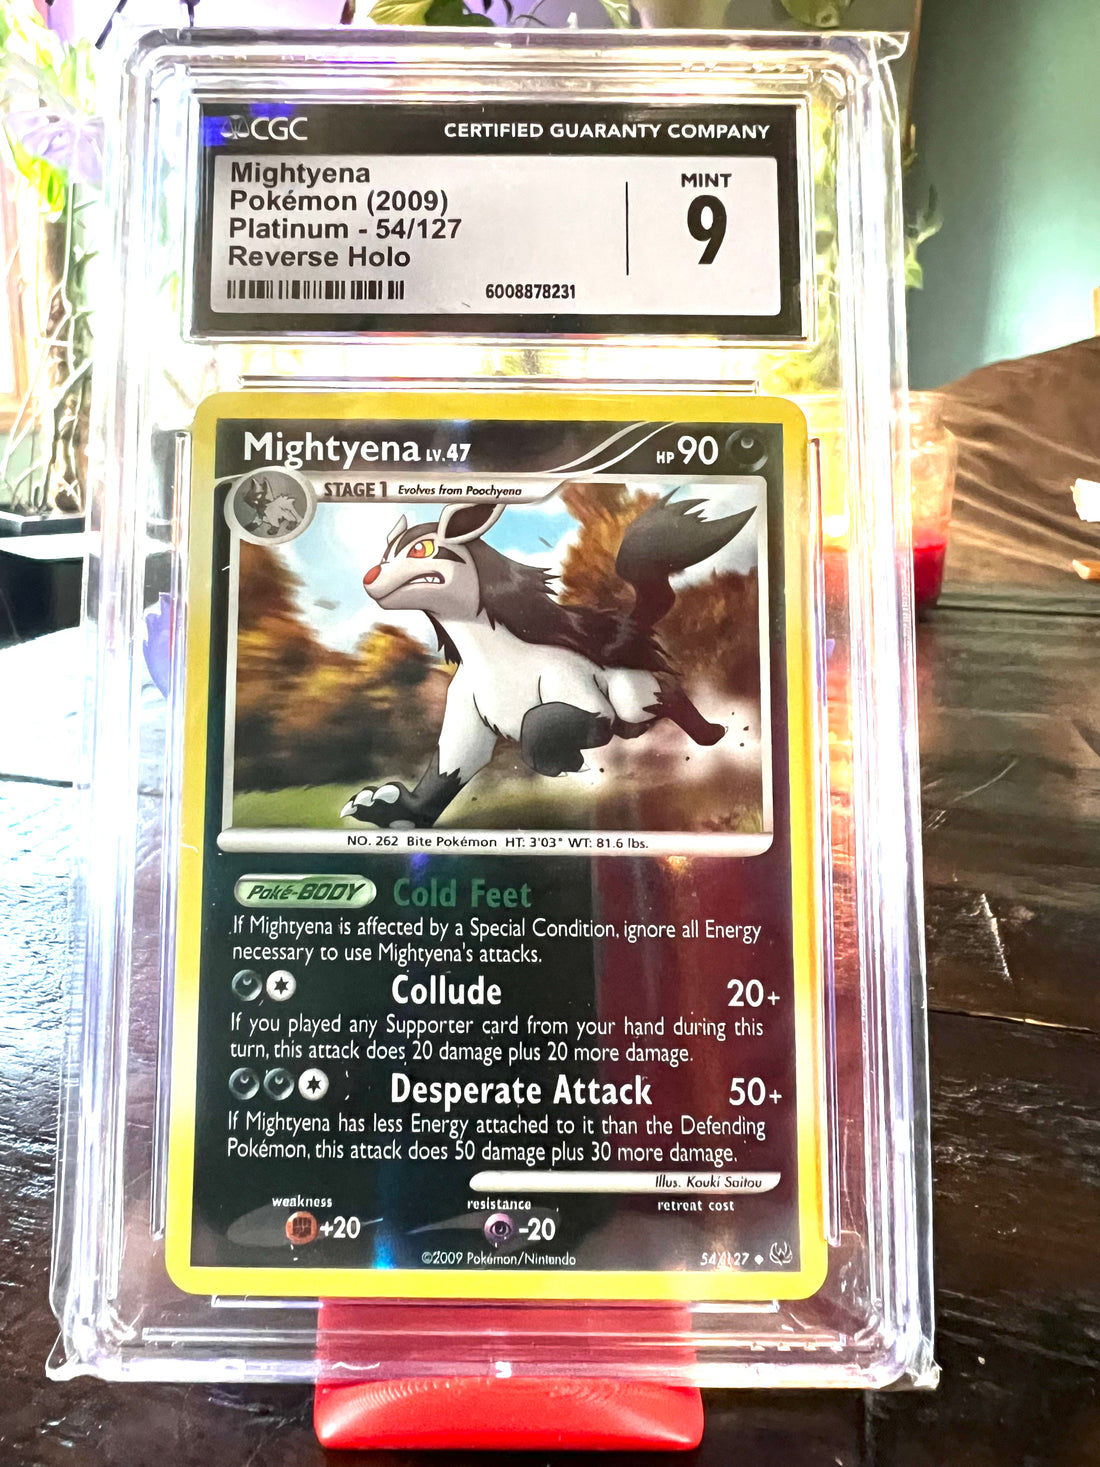 CGC CERTIFIED GUARANTY COMPANY
Mightyena
Pokémon (2009)
Platinum - 54/127
Reverse Holo
MINT
9
6008878231
Mightyena LV.47 HP 90
STAGE 1 Evolves from Poochyena
NO. 262 Bite Pokémon HT: 3'03" WT: 81.6 lbs.
Poké-BODY Cold Feet
If Mightyena is affected by a Special Condition, ignore all Energy
necessary to use Mightyena's attacks.
Collude 20+
If you played any Supporter card from your hand during this
turn, this attack does 20 damage plus 20 more damage.
Desperate Attack 50+
If Mightyena has less Energy attached to it than the Defending
Pokémon, this attack does 50 damage plus 30 more damage.
Illus. Kouki Saitou
weakness resistance retreat cost
+20 -20
©2009 Pokémon/Nintendo 54/127